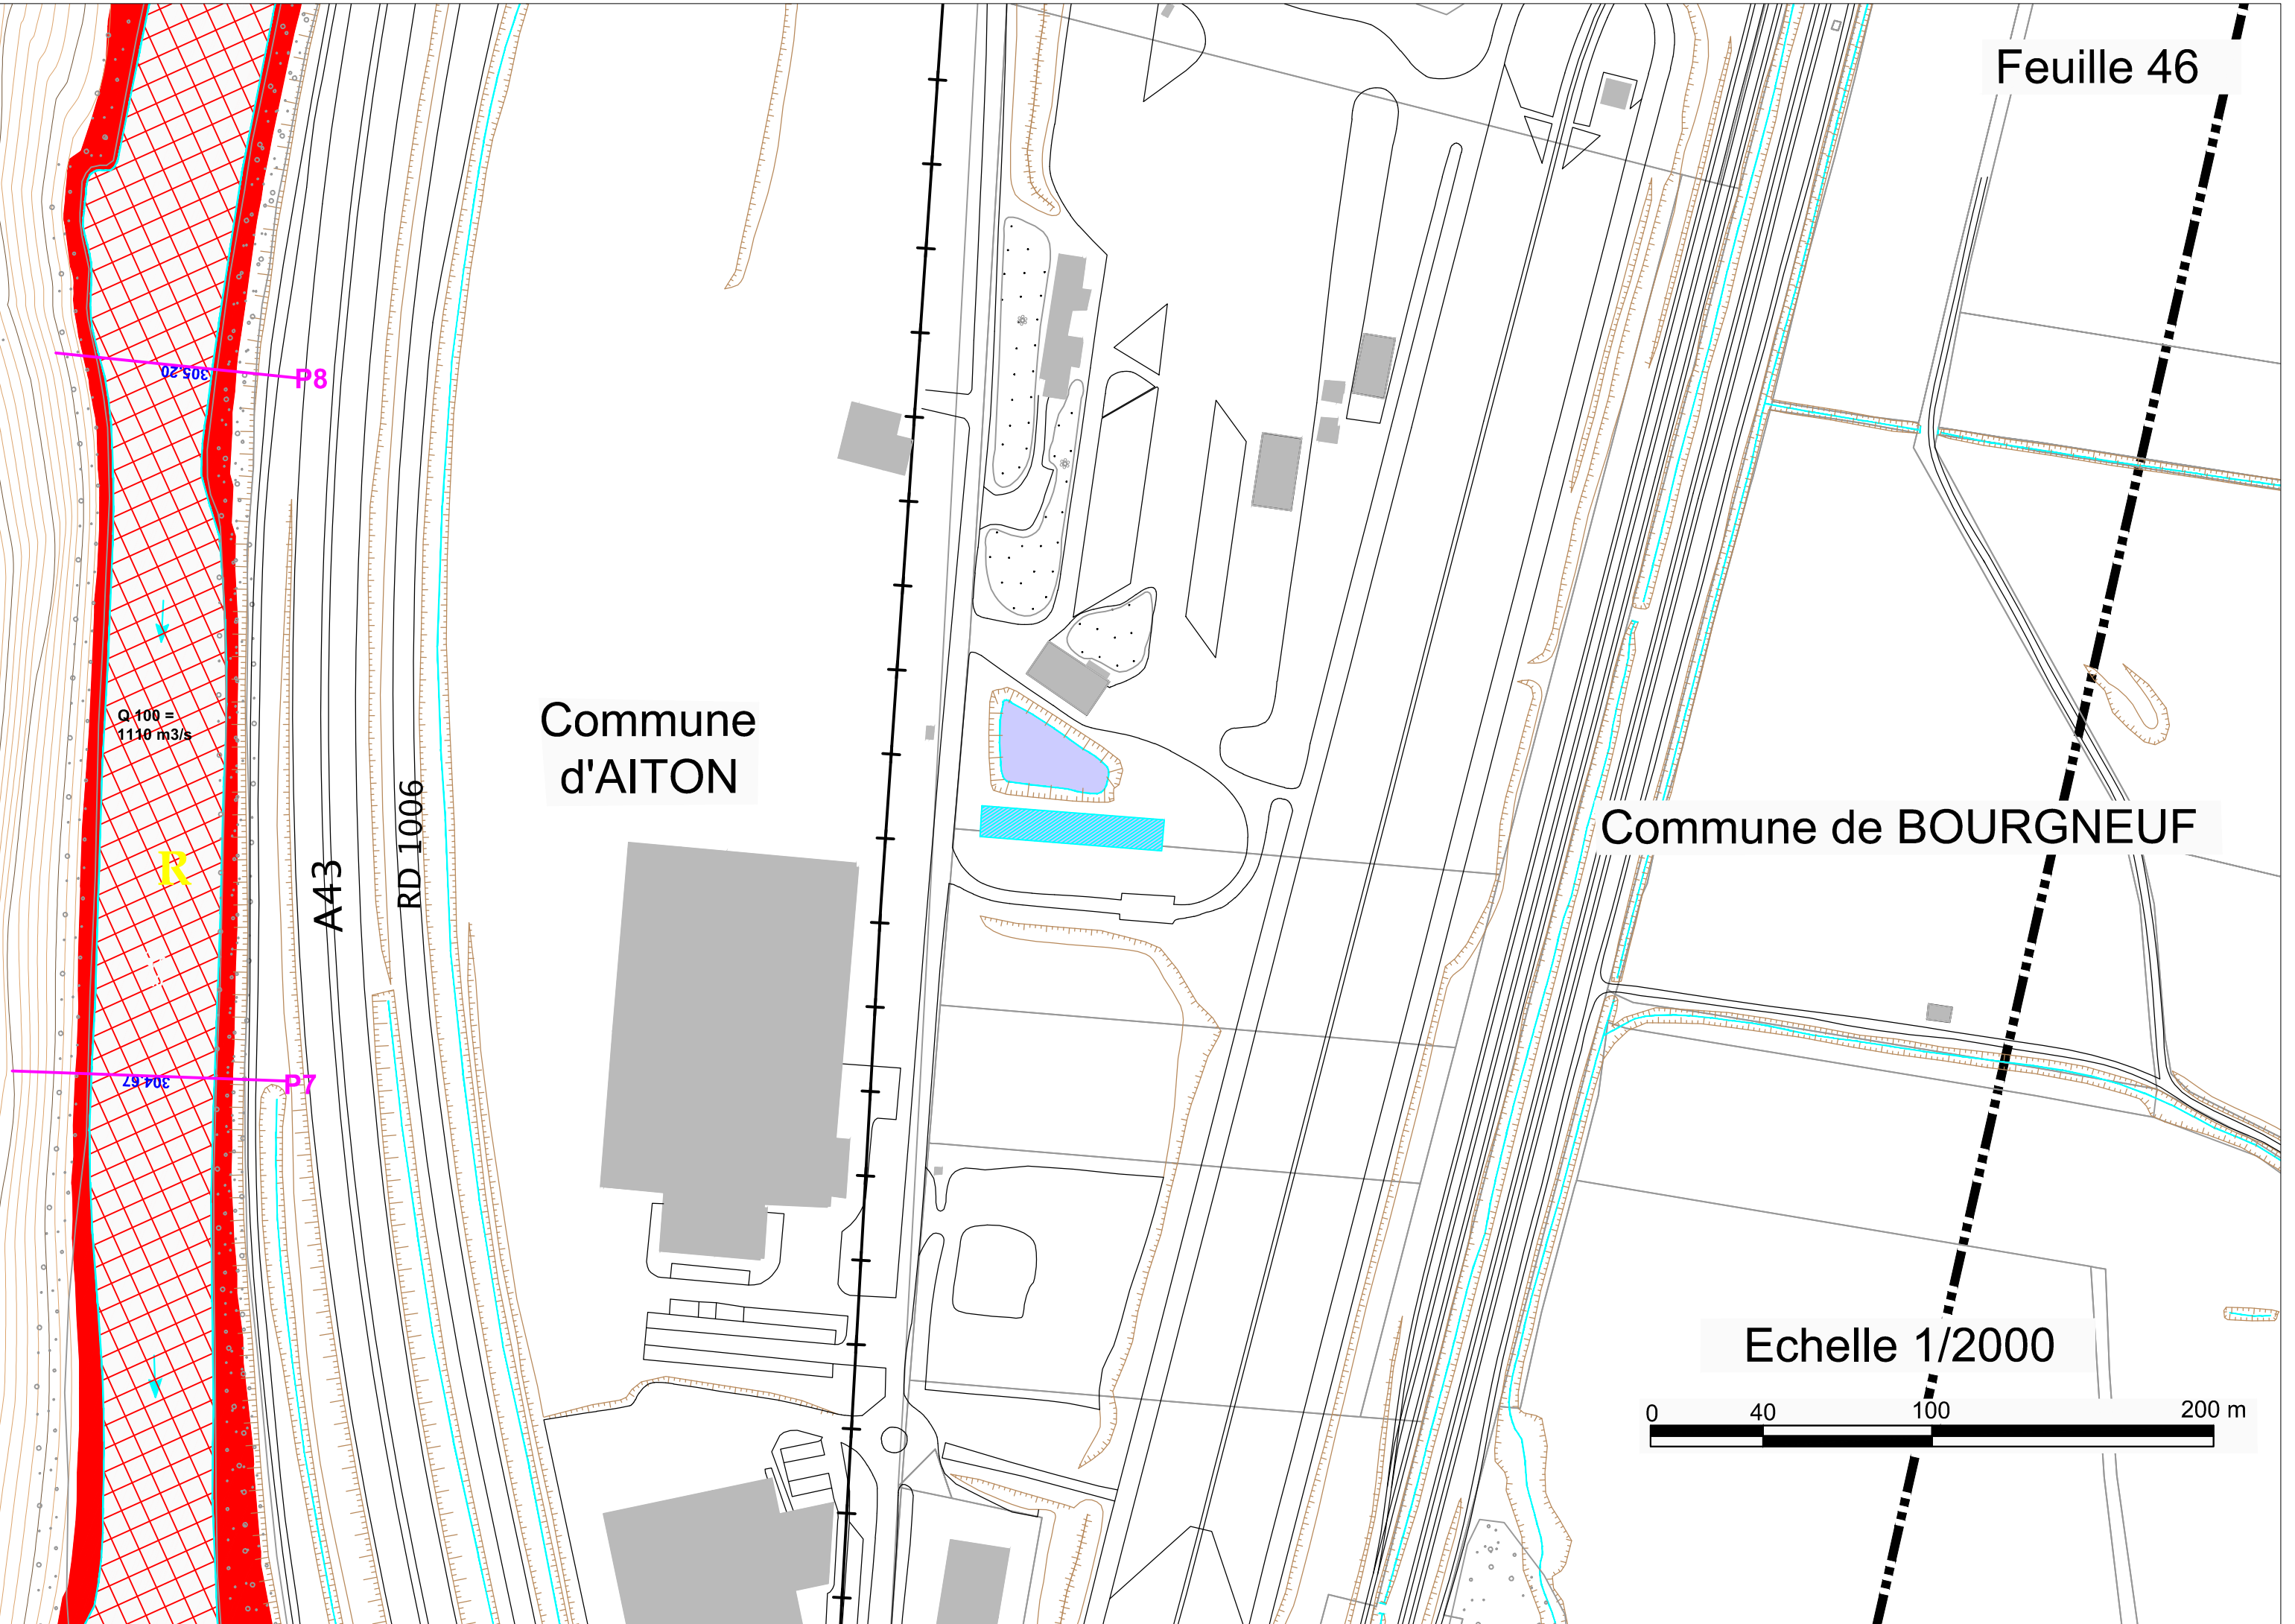 Feuille 46
305,20
P8
Q 100 =
1110 m3/s
Commune
d'AITON
R
A43
RD 1006
Commune de BOURGNEUF
304,67
P7
Echelle 1/2000
0 40 100 200 m